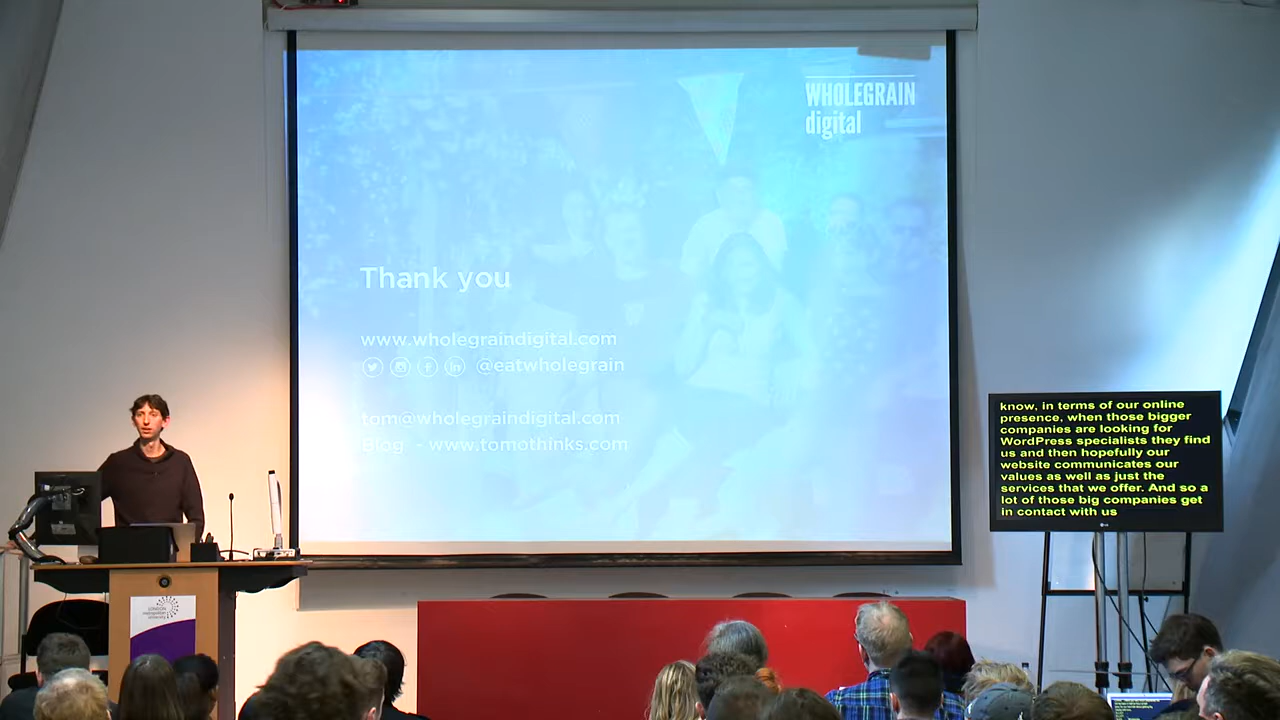 WHOLEGRAIN
digital
Thank you
www.wholegraindigital.com
@eatwholegrain
tom@wholegraindigital.com
Blog - www.tomothinks.com
know, in terms of our online
presence, when those bigger
companies are looking for
WordPress specialists they find
us and then hopefully our
website communicates our
values as well as just the
services that we offer. And so a
lot of those big companies get
in contact with us
LONDON
metropolitan
university